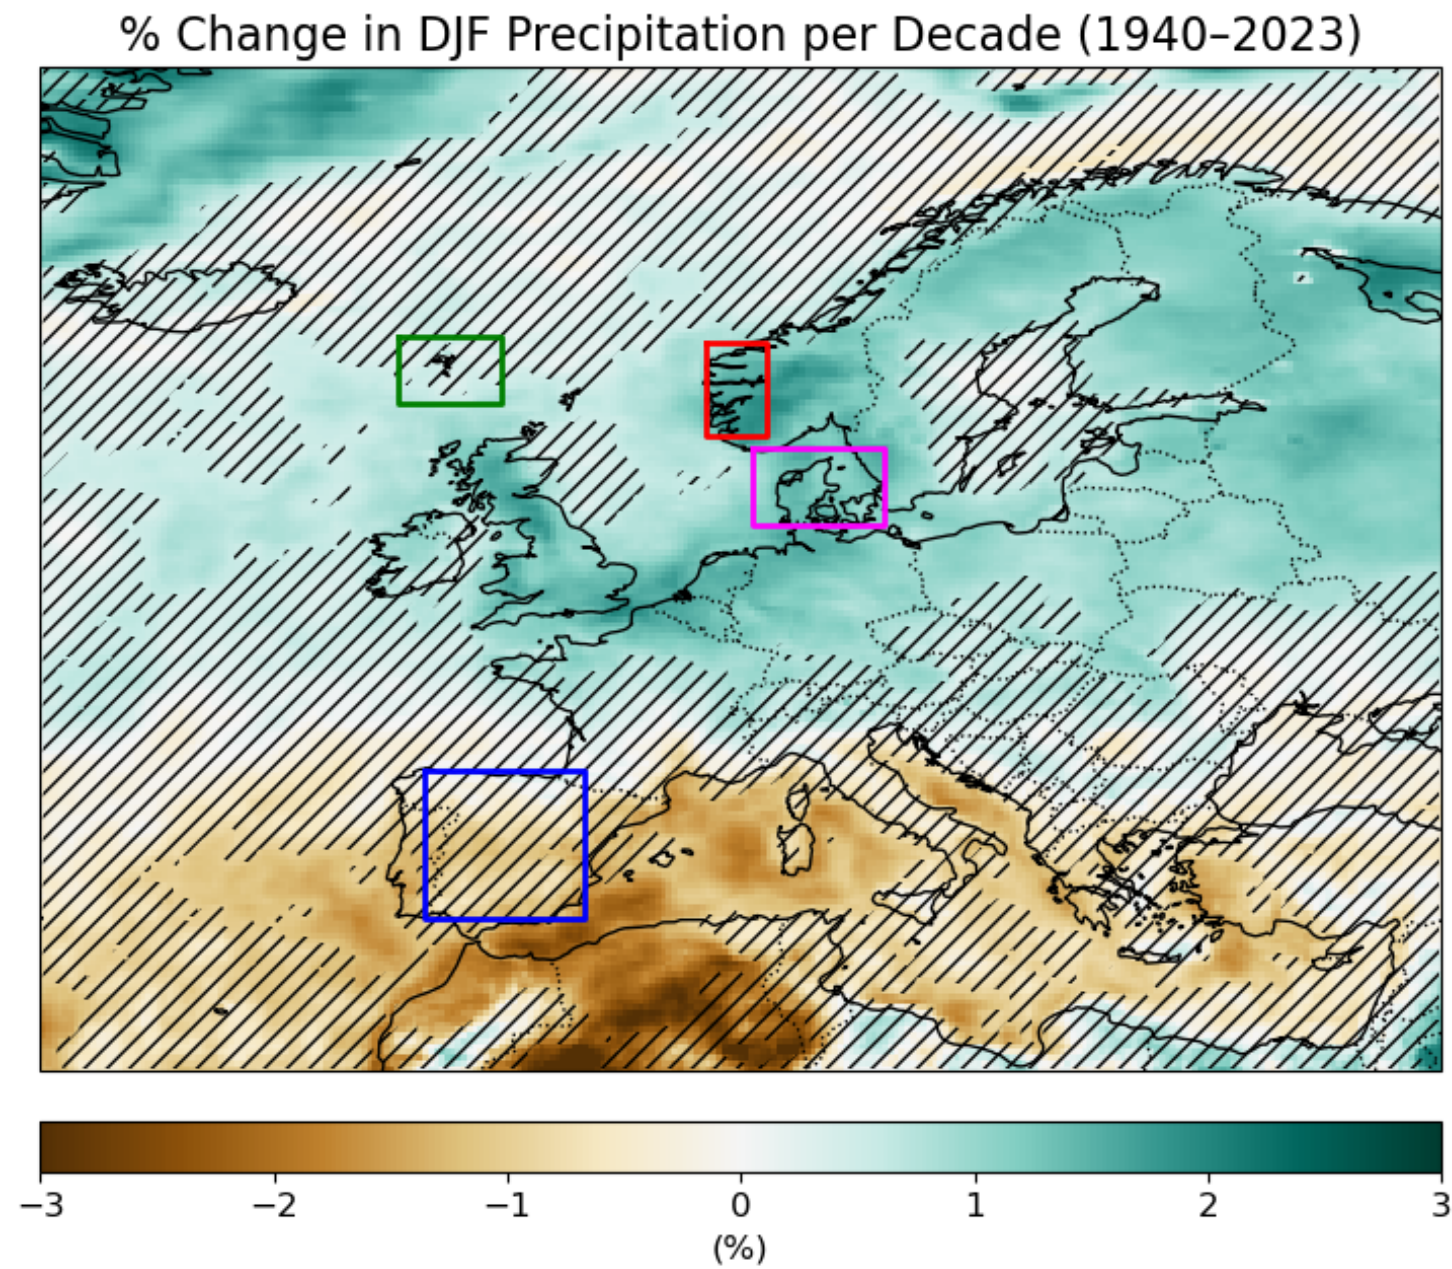 % Change in DJF Precipitation per Decade (1940–2023)
−3 −2 −1 0 1 2 3
(%)